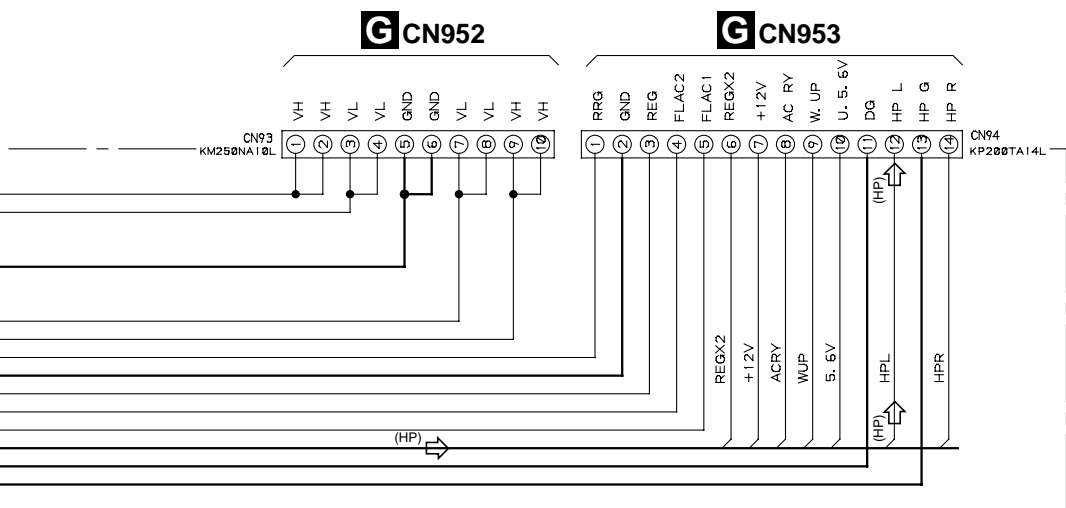 G CN952
G CN953
VH
VH
VL
VL
GND
GND
VL
VL
VH
VH
RRG
GND
REG
FLAC2
FLAC1
REGX2
+12V
AC RY
W. UP
U. 5. 6V
DG
HP L
HP G
HP R
CN93
KM250NA10L
1 2 3 4 5 6 7 8 9 10
1 2 3 4 5 6 7 8 9 10 11 12 13 14
CN94
KP200TA14L
(HP)
REGX2
+12V
ACRY
WUP
5. 6V
HPL
HPR
(HP)
(HP)